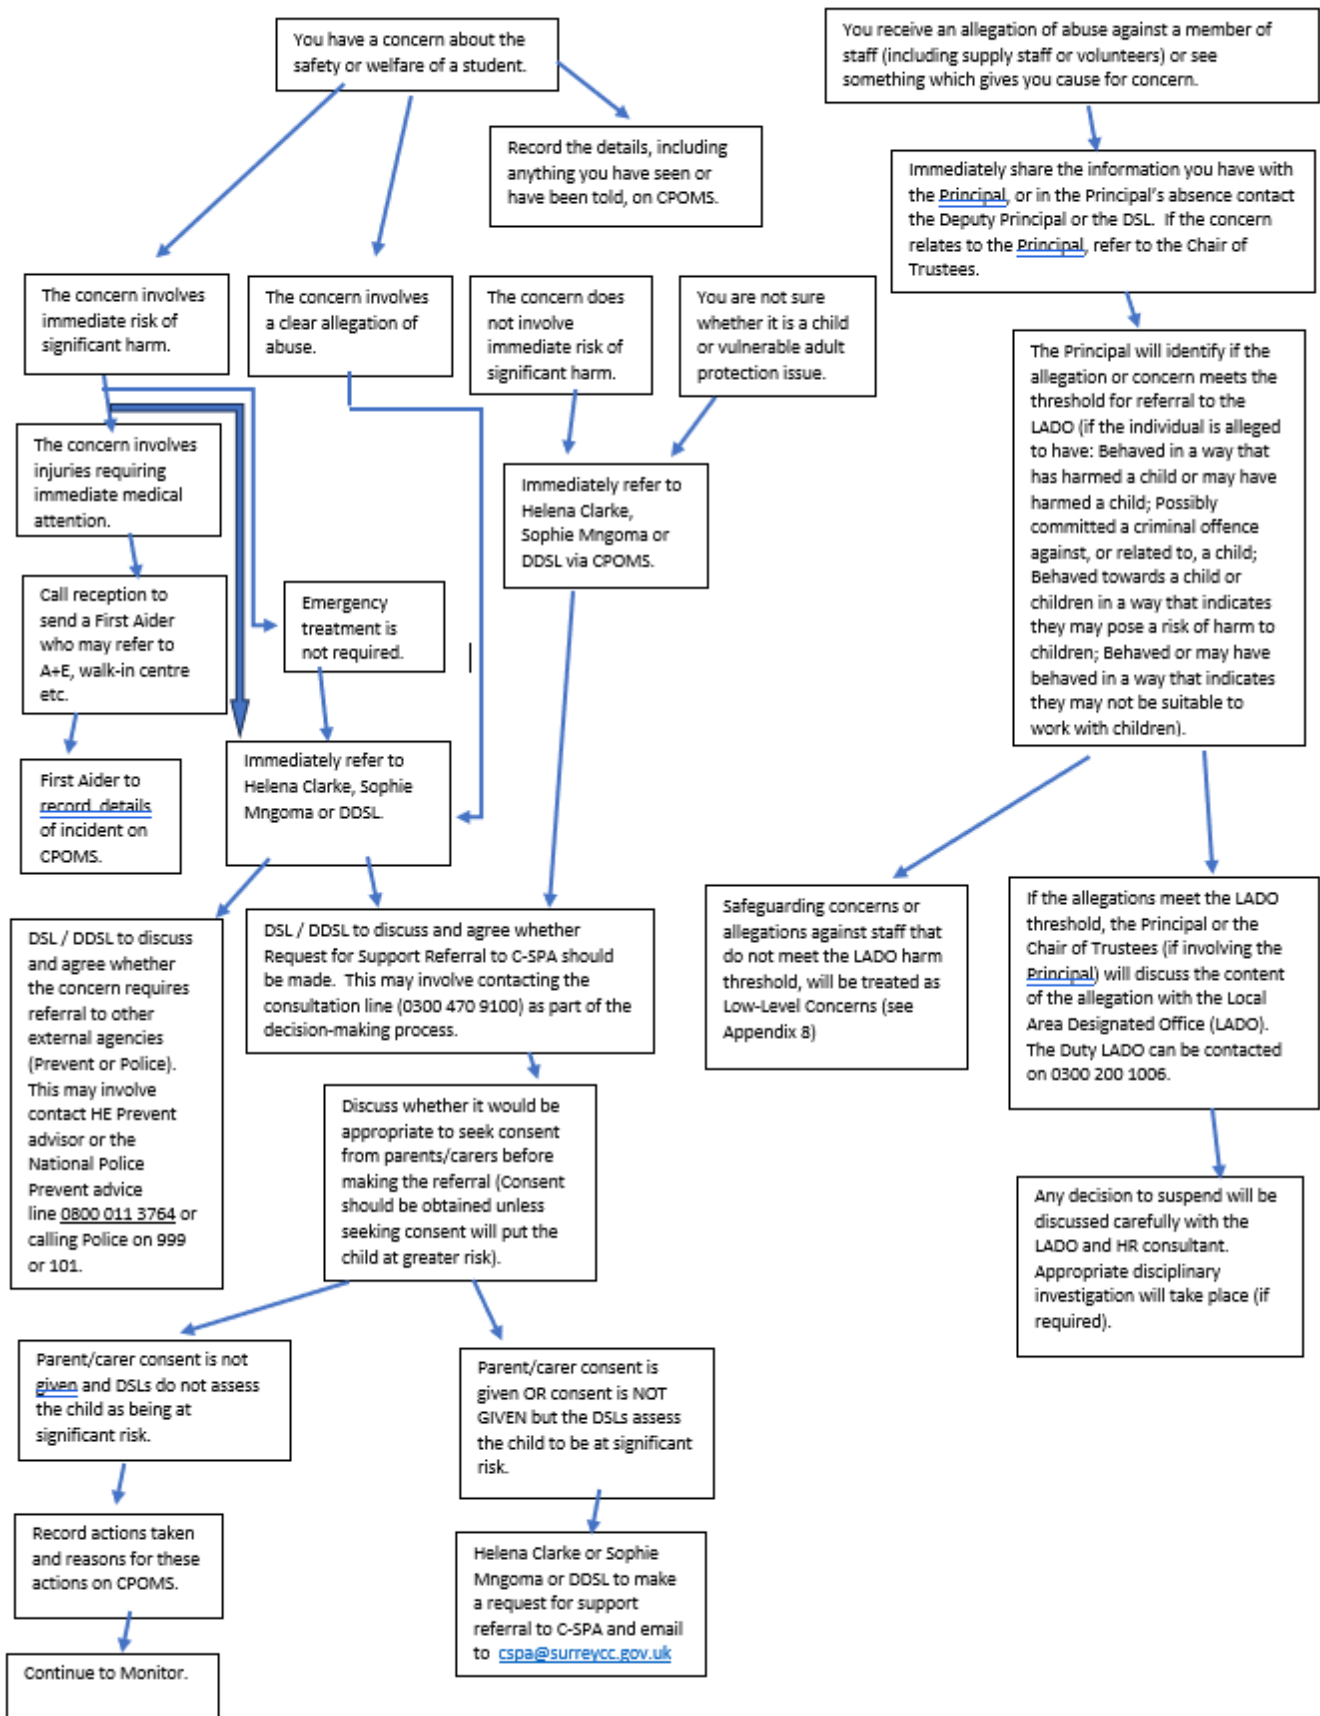 You have a concern about the
safety or welfare of a student.
You receive an allegation of abuse against a member of
staff (including supply staff or volunteers) or see
something which gives you cause for concern.
Record the details, including
anything you have seen or
have been told, on CPOMS.
Immediately share the information you have with
the Principal, or in the Principal's absence contact
the Deputy Principal or the DSL.  If the concern
relates to the Principal, refer to the Chair of
Trustees.
The concern involves
immediate risk of
significant harm.
The concern involves
a clear allegation of
abuse.
The concern does
not involve
immediate risk of
significant harm.
You are not sure
whether it is a child
or vulnerable adult
protection issue.
The Principal will identify if the
allegation or concern meets the
threshold for referral to the
LADO (if the individual is alleged
to have: Behaved in a way that
has harmed a child or may have
harmed a child; Possibly
committed a criminal offence
against, or related to, a child;
Behaved towards a child or
children in a way that indicates
they may pose a risk of harm to
children; Behaved or may have
behaved in a way that indicates
they may not be suitable to
work with children).
The concern involves
injuries requiring
immediate medical
attention.
Immediately refer to
Helena Clarke,
Sophie Mngoma or
DDSL via CPOMS.
Call reception to
send a First Aider
who may refer to
A+E, walk-in centre
etc.
Emergency
treatment is
not required.
First Aider to
record details
of incident on
CPOMS.
Immediately refer to
Helena Clarke, Sophie
Mngoma or DDSL.
DSL / DDSL to discuss
and agree whether
the concern requires
referral to other
external agencies
(Prevent or Police).
This may involve
contact HE Prevent
advisor or the
National Police
Prevent advice
line 0800 011 3764 or
calling Police on 999
or 101.
DSL / DDSL to discuss and agree whether
Request for Support Referral to C-SPA should
be made.  This may involve contacting the
consultation line (0300 470 9100) as part of the
decision-making process.
Safeguarding concerns or
allegations against staff that
do not meet the LADO harm
threshold, will be treated as
Low-Level Concerns (see
Appendix 8)
If the allegations meet the LADO
threshold, the Principal or the
Chair of Trustees (if involving the
Principal) will discuss the content
of the allegation with the Local
Area Designated Office (LADO).
The Duty LADO can be contacted
on 0300 200 1006.
Discuss whether it would be
appropriate to seek consent
from parents/carers before
making the referral (Consent
should be obtained unless
seeking consent will put the
child at greater risk).
Any decision to suspend will be
discussed carefully with the
LADO and HR consultant.
Appropriate disciplinary
investigation will take place (if
required).
Parent/carer consent is not
given and DSLs do not assess
the child as being at
significant risk.
Parent/carer consent is
given OR consent is NOT
GIVEN but the DSLs assess
the child to be at significant
risk.
Record actions taken
and reasons for these
actions on CPOMS.
Helena Clarke or Sophie
Mngoma or DDSL to make
a request for support
referral to C-SPA and email
to  cspa@surreycc.gov.uk
Continue to Monitor.